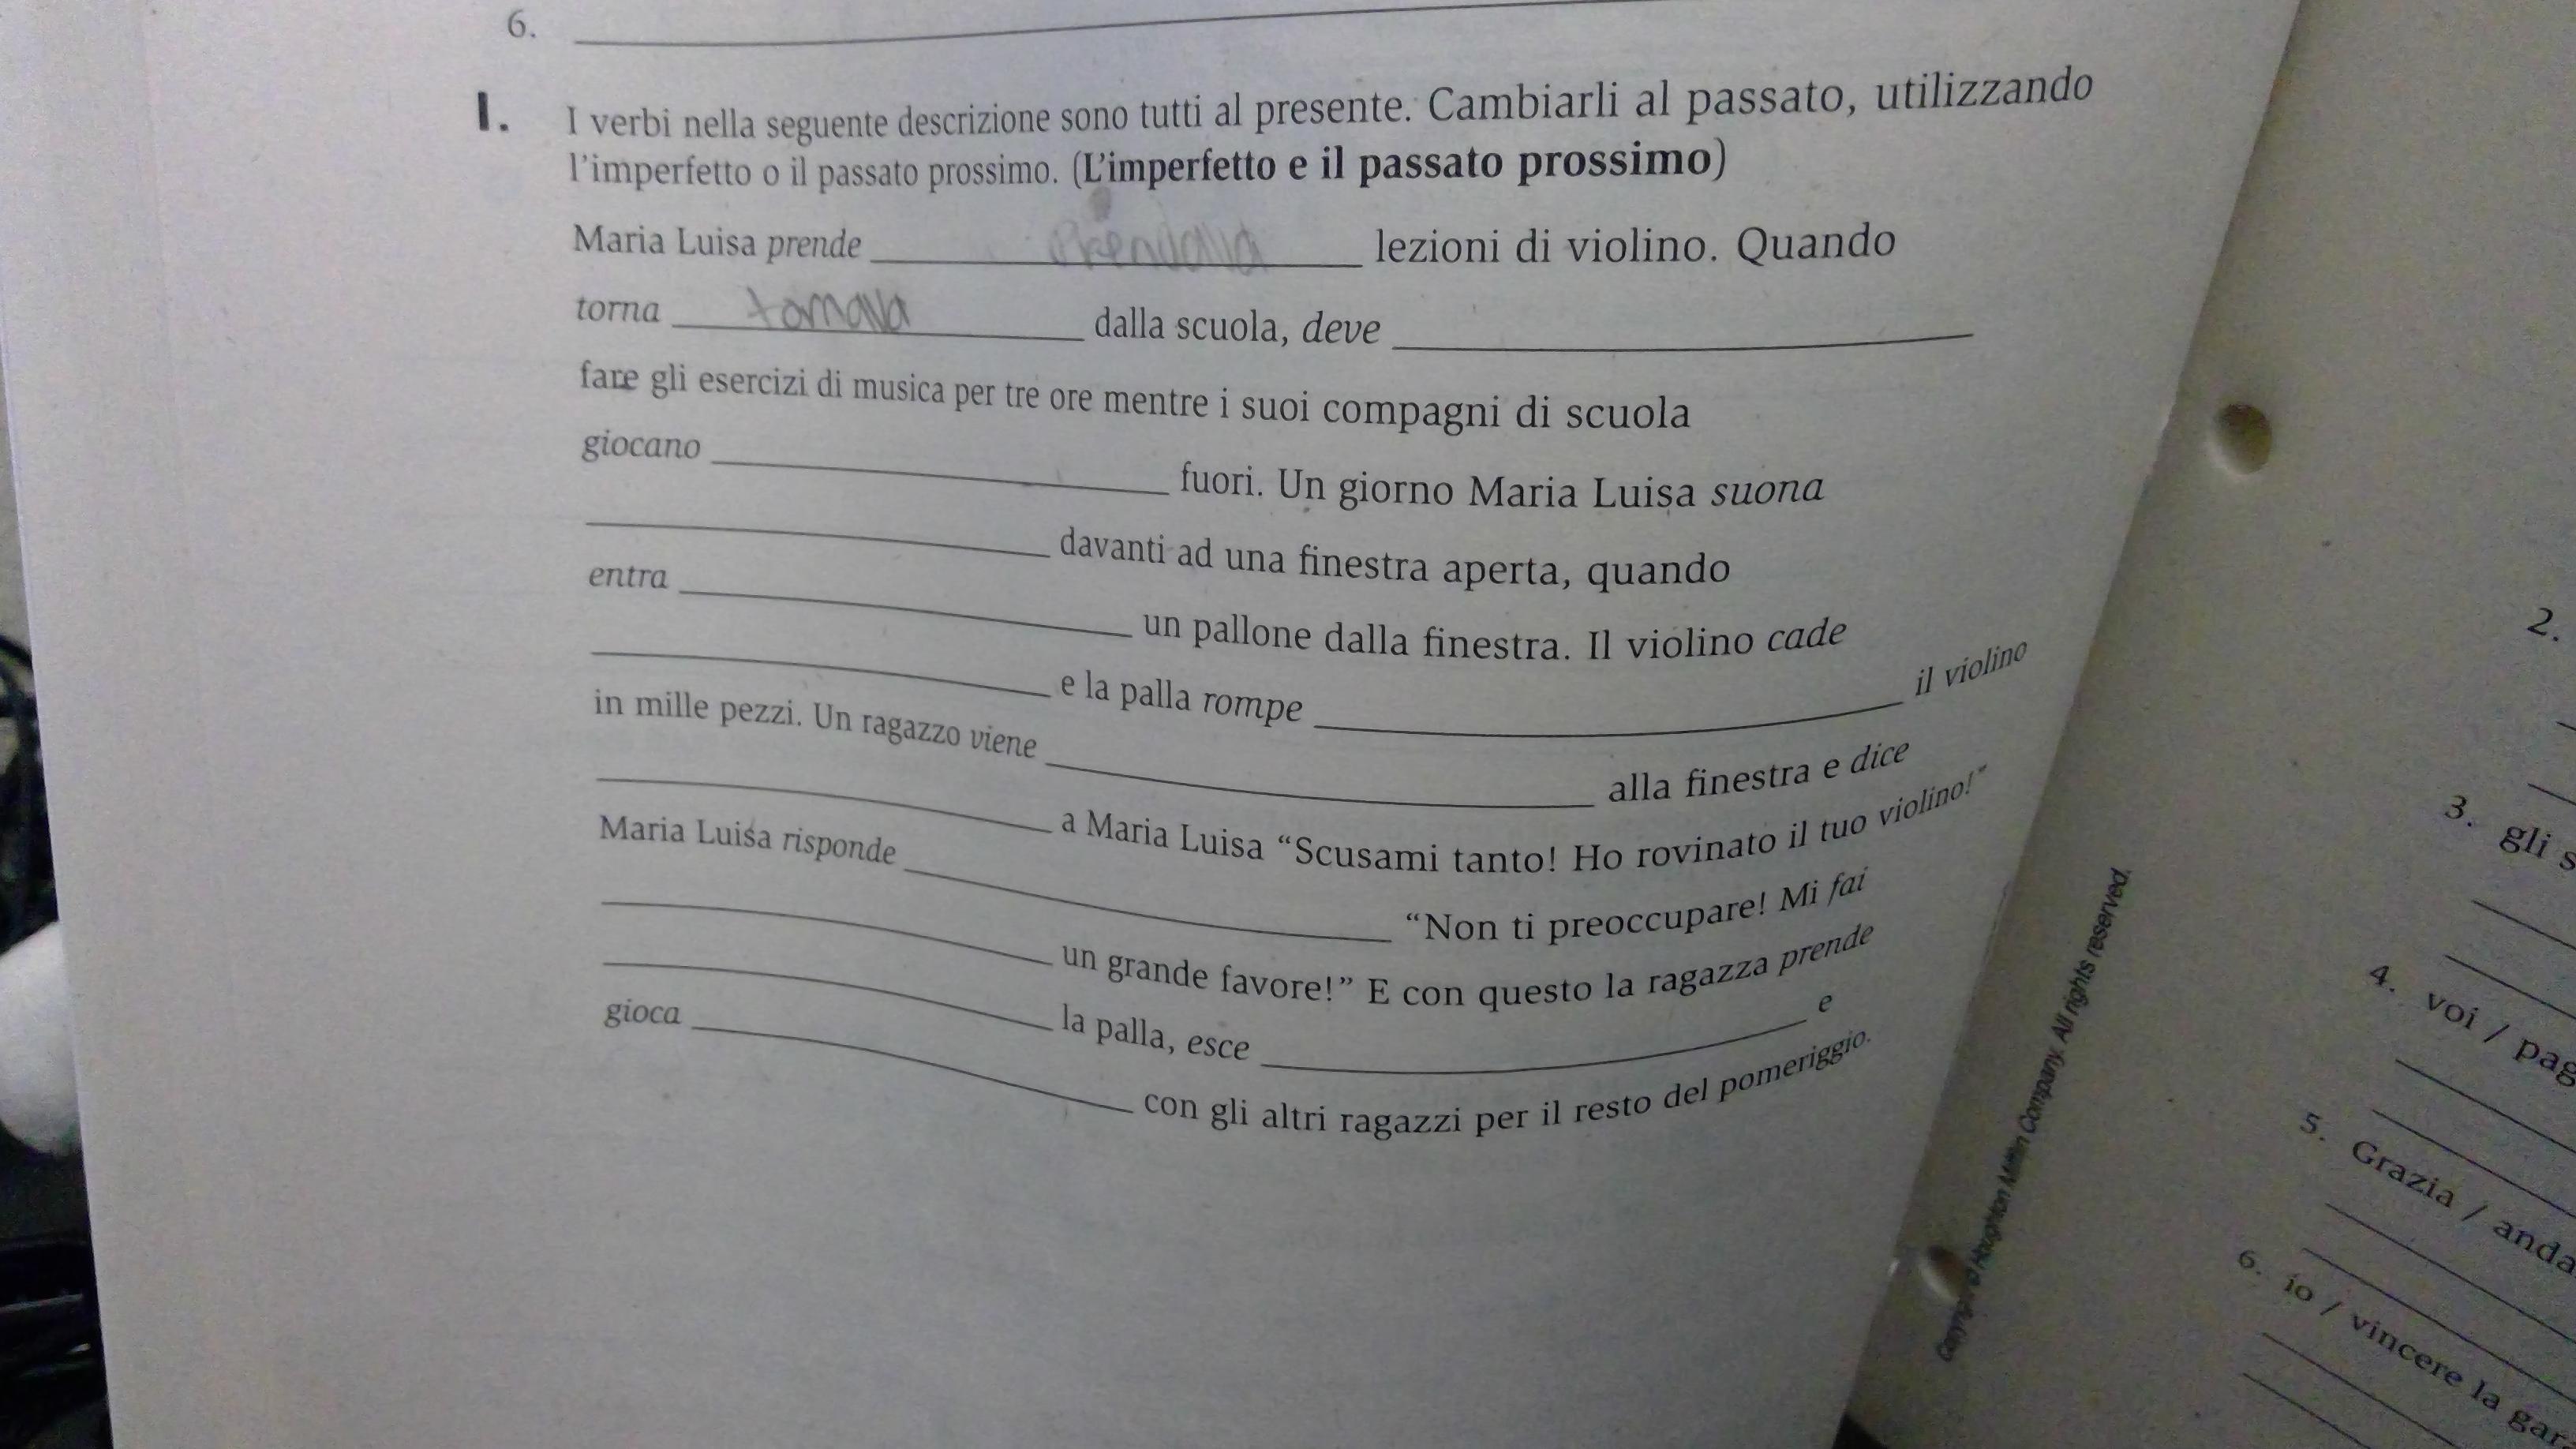 6.
I. I verbi nella seguente descrizione sono tutti al presente. Cambiarli al passato, utilizzando
l'imperfetto o il passato prossimo. (L'imperfetto e il passato prossimo)
Maria Luisa prende prendava lezioni di violino. Quando
torna tornava dalla scuola, deve
fare gli esercizi di musica per tre ore mentre i suoi compagni di scuola
giocano fuori. Un giorno Maria Luisa suona
davanti ad una finestra aperta, quando
entra un pallone dalla finestra. Il violino cade
e la palla rompe il violino
in mille pezzi. Un ragazzo viene alla finestra e dice
a Maria Luisa “Scusami tanto! Ho rovinato il tuo violino!”
Maria Luisa risponde “Non ti preoccupare! Mi fai
un grande favore!” E con questo la ragazza prende
la palla, esce e
gioca con gli altri ragazzi per il resto del pomeriggio.
Copyright © Houghton Mifflin Company. All rights reserved.
2.
3. gli s
4. voi / pag
5. Grazia / anda
6. io / vincere la gar